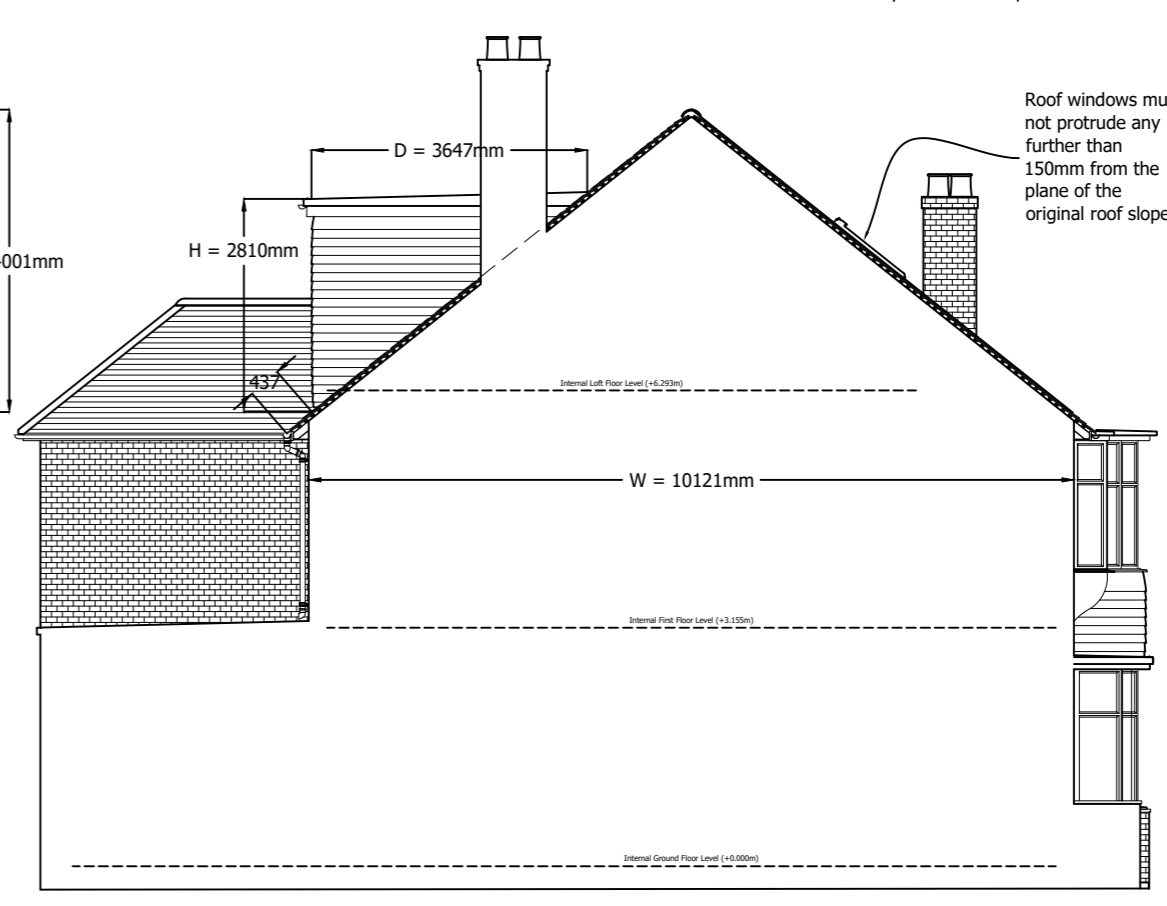 Roof windows mu
not protrude any
further than
150mm from the
plane of the
original roof slope
D = 3647mm
H = 2810mm
001mm
437
Internal Loft Floor Level (+6.293m)
W = 10121mm
Internal First Floor Level (+3.155m)
Internal Ground Floor Level (+0.000m)